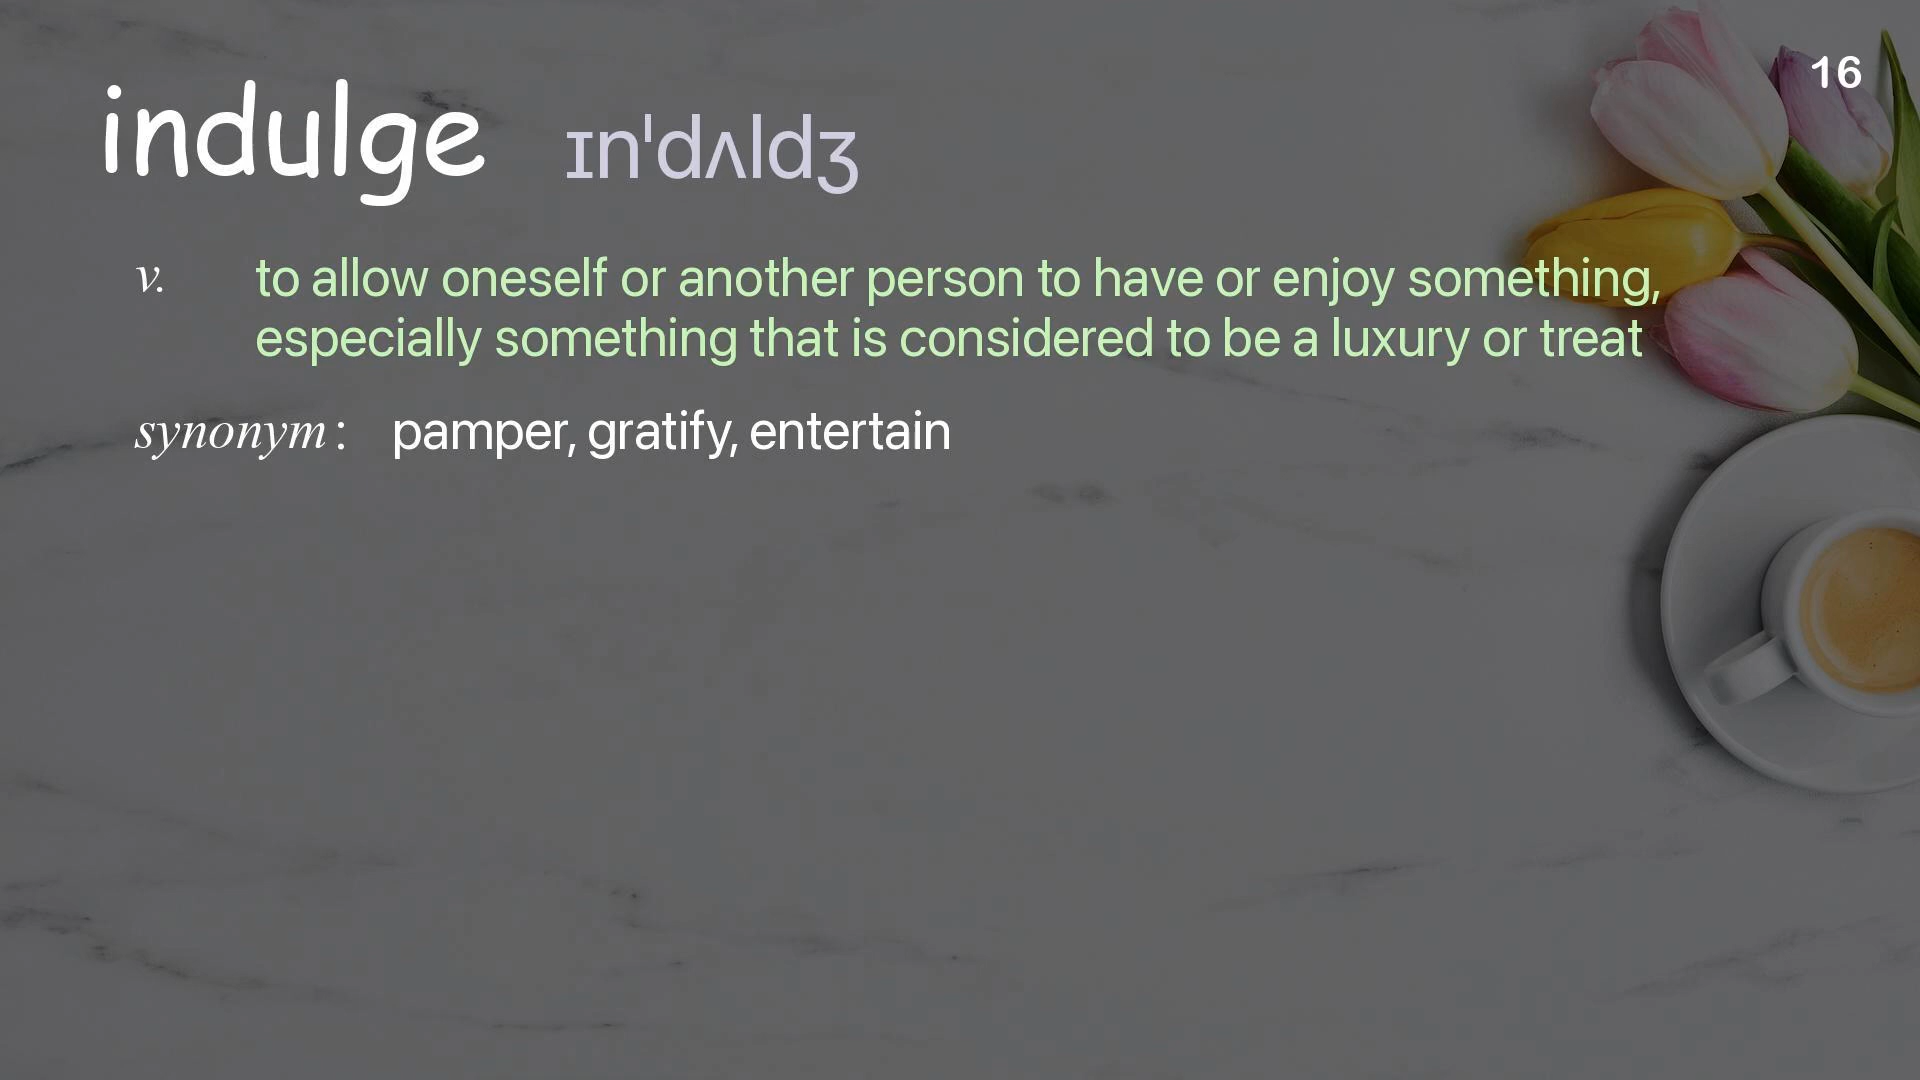 16
indulge ɪnˈdʌldʒ
v. to allow oneself or another person to have or enjoy something,
especially something that is considered to be a luxury or treat
synonym : pamper, gratify, entertain